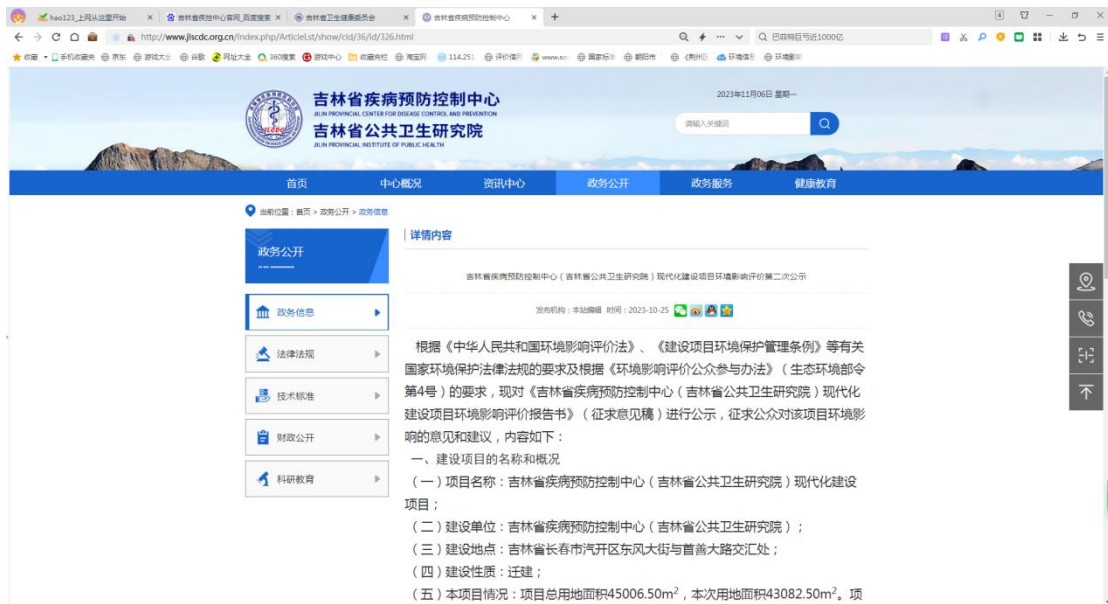 hao123_上网从这里开始
吉林省疾控中心官网_百度搜索
吉林省卫生健康委员会
吉林省疾病预防控制中心
4
http://www.jlscdc.org.cn/index.php/ArticleLst/show/cid/36/id/326.html
巴菲特巨亏近1000亿
收藏 手机收藏夹 京东 游戏大全 谷歌 网址大全 360搜索 游戏中心 收藏夹栏 淘宝网 114.251 评价信用 www.sc 国家标准 朝阳市 环境信用 环境影响
吉林省疾病预防控制中心
JILIN PROVINCIAL CENTER FOR DISEASE CONTROL AND PREVENTION
吉林省公共卫生研究院
JILIN PROVINCIAL INSTITUTE OF PUBLIC HEALTH
JLCDC
2023年11月06日 星期一
请输入关键词
首页 中心概况 资讯中心 政务公开 政务服务 健康教育
当前位置：首页 > 政务公开 > 政务信息
政务公开
政务信息
法律法规
技术标准
财政公开
科研教育
详情内容
吉林省疾病预防控制中心（吉林省公共卫生研究院）现代化建设项目环境影响评价第二次公示
发布机构：本站编辑 时间：2023-10-25
根据《中华人民共和国环境影响评价法》、《建设项目环境保护管理条例》等有关
国家环境保护法律法规的要求及根据《环境影响评价公众参与办法》（生态环境部令
第4号）的要求，现对《吉林省疾病预防控制中心（吉林省公共卫生研究院）现代化
建设项目环境影响评价报告书》（征求意见稿）进行公示，征求公众对该项目环境影
响的意见和建议，内容如下：
一、建设项目的名称和概况
（一）项目名称：吉林省疾病预防控制中心（吉林省公共卫生研究院）现代化建设
项目；
（二）建设单位：吉林省疾病预防控制中心（吉林省公共卫生研究院）；
（三）建设地点：吉林省长春市汽开区东风大街与首善大路交汇处；
（四）建设性质：迁建；
（五）本项目情况：项目总用地面积45006.50m²，本次用地面积43082.50m²。项